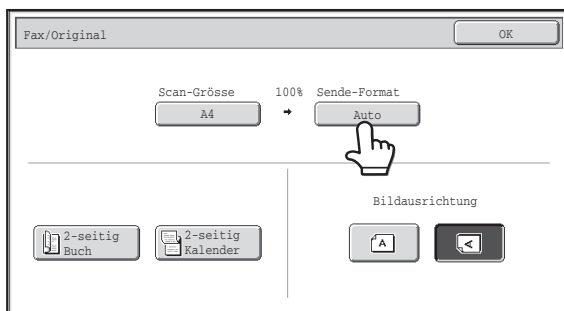 Fax/Original
OK
Scan-Grösse 100% Sende-Format
A4 Auto
Bildausrichtung
2-seitig
Buch
2-seitig
Kalender
A
A